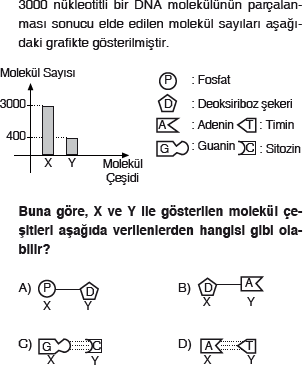 3000 nükleotitli bir DNA molekülünün parçalan-
ması sonucu elde edilen molekül sayıları aşağı-
daki grafikte gösterilmiştir.
Molekül Sayısı
3000
400
X Y
Molekül
Çeşidi
P : Fosfat
D : Deoksiriboz şekeri
A : Adenin T : Timin
G : Guanin C : Sitozin
Buna göre, X ve Y ile gösterilen molekül çe-
şitleri aşağıda verilenlerden hangisi gibi ola-
bilir?
A) P D
X Y
B) D A
X Y
C) G C
X Y
D) A T
X Y